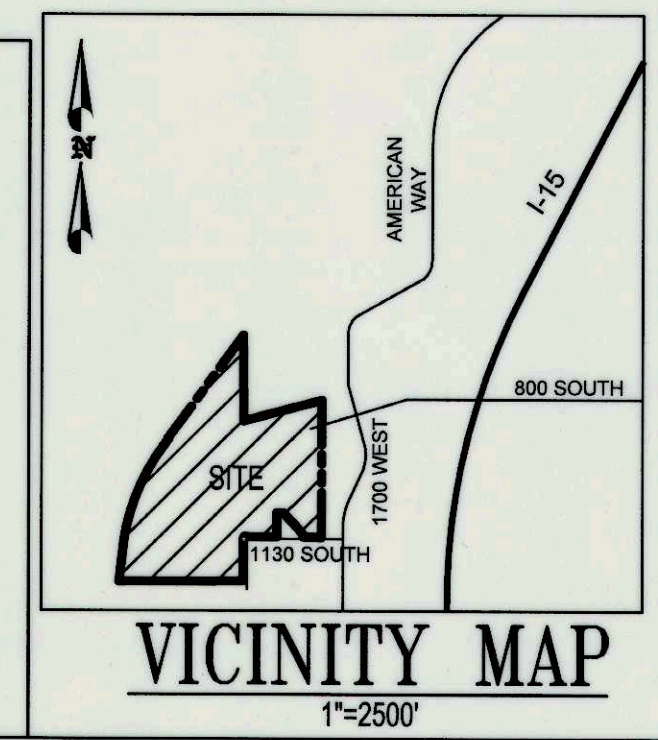 N
AMERICAN
WAY
I-15
800 SOUTH
1700 WEST
SITE
1130 SOUTH
VICINITY MAP
1"=2500'